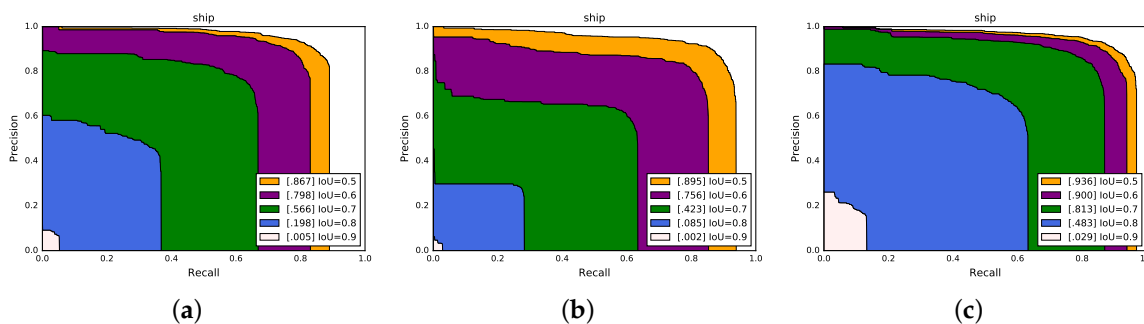 ship
1.0
0.8
0.6
0.4
0.2
0.0
Precision
[.867] IoU=0.5
[.798] IoU=0.6
[.566] IoU=0.7
[.198] IoU=0.8
[.005] IoU=0.9
0.0 0.2 0.4 0.6 0.8 1.0
Recall
(a)
ship
1.0
0.8
0.6
0.4
0.2
0.0
Precision
[.895] IoU=0.5
[.756] IoU=0.6
[.423] IoU=0.7
[.085] IoU=0.8
[.002] IoU=0.9
0.0 0.2 0.4 0.6 0.8 1.0
Recall
(b)
ship
1.0
0.8
0.6
0.4
0.2
0.0
Precision
[.936] IoU=0.5
[.900] IoU=0.6
[.813] IoU=0.7
[.483] IoU=0.8
[.029] IoU=0.9
0.0 0.2 0.4 0.6 0.8
Recall
(c)